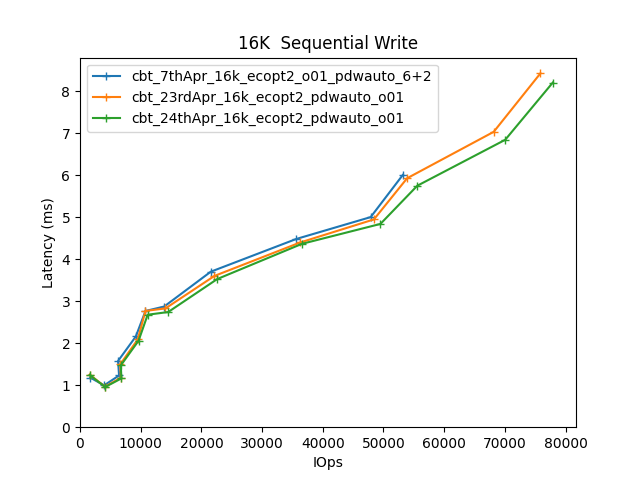 16K  Sequential Write
cbt_7thApr_16k_ecopt2_o01_pdwauto_6+2
cbt_23rdApr_16k_ecopt2_pdwauto_o01
cbt_24thApr_16k_ecopt2_pdwauto_o01
Latency (ms)
8
7
6
5
4
3
2
1
0
0 10000 20000 30000 40000 50000 60000 70000 80000
IOps